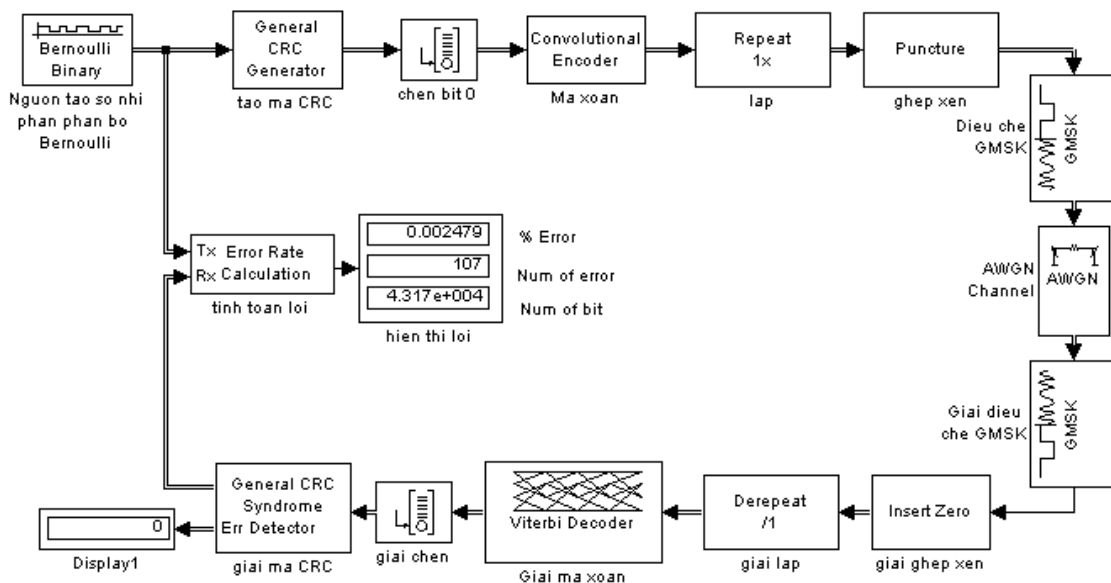 Bernoulli
Binary
Nguon tao so nhi
phan phan bo
Bernoulli
General
CRC
Generator
tao ma CRC
chen bit 0
Convolutional
Encoder
Ma xoan
Repeat
1x
lap
Puncture
ghep xen
Dieu che
GMSK
GMSK
Tx Error Rate
Rx Calculation
tinh toan loi
0.002479
107
4.317e+004
hien thi loi
% Error
Num of error
Num of bit
AWGN
Channel
AWGN
Giai dieu
che GMSK
GMSK
General CRC
Syndrome
Err Detector
giai ma CRC
0
Display1
giai chen
Viterbi Decoder
Giai ma xoan
Derepeat
/1
giai lap
Insert Zero
giai ghep xen